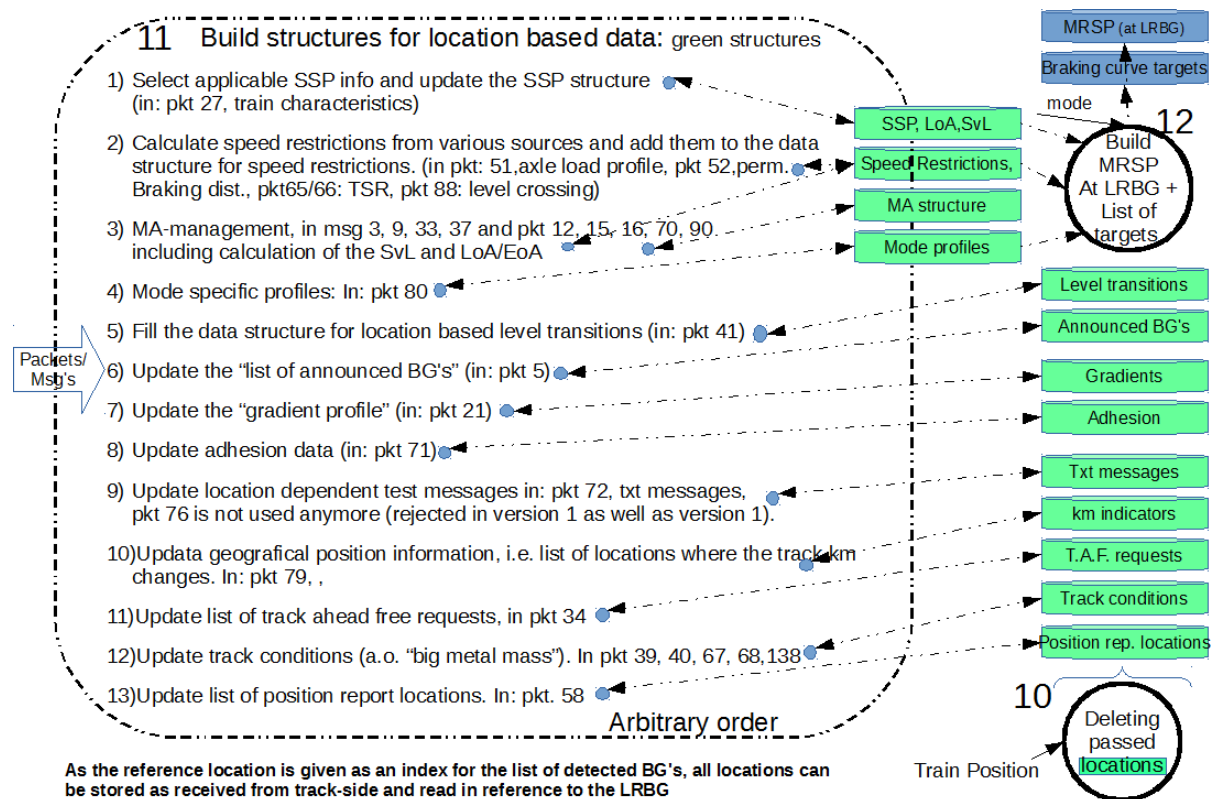 11 Build structures for location based data: green structures
1) Select applicable SSP info and update the SSP structure
(in: pkt 27, train characteristics)
2) Calculate speed restrictions from various sources and add them to the data
structure for speed restrictions. (in pkt: 51,axle load profile, pkt 52,perm.
Braking dist., pkt65/66: TSR, pkt 88: level crossing)
3) MA-management, in msg 3, 9, 33, 37 and pkt 12, 15, 16, 70, 90
including calculation of the SvL and LoA/EoA
4) Mode specific profiles: In: pkt 80
5) Fill the data structure for location based level transitions (in: pkt 41)
Packets/
Msg's
6) Update the “list of announced BG's” (in: pkt 5)
7) Update the “gradient profile” (in: pkt 21)
8) Update adhesion data (in: pkt 71)
9) Update location dependent test messages in: pkt 72, txt messages,
pkt 76 is not used anymore (rejected in version 1 as well as version 1).
10)Updata geografical position information, i.e. list of locations where the track km
changes. In: pkt 79, ,
11)Update list of track ahead free requests, in pkt 34
12)Update track conditions (a.o. “big metal mass”). In pkt 39, 40, 67, 68,138
13)Update list of position report locations. In: pkt. 58
Arbitrary order
MRSP (at LRBG)
Braking curve targets
mode
12
Build
MRSP
At LRBG +
List of
targets
SSP, LoA,SvL
Speed Restrictions,
MA structure
Mode profiles
Level transitions
Announced BG's
Gradients
Adhesion
Txt messages
km indicators
T.A.F. requests
Track conditions
Position rep. locations
10
Deleting
passed
locations
Train Position
As the reference location is given as an index for the list of detected BG's, all locations can
be stored as received from track-side and read in reference to the LRBG